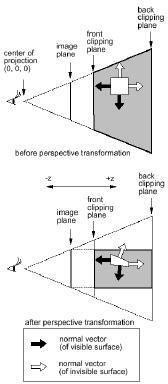 back
clipping
plane
center of
projection
(0, 0, 0)
image
plane
front
clipping
plane
before perspective transformation
-z
+z
back
clipping
plane
front
clipping
plane
image
plane
after perspective transformation
normal vector
(of visible surface)
normal vector
(of invisible surface)